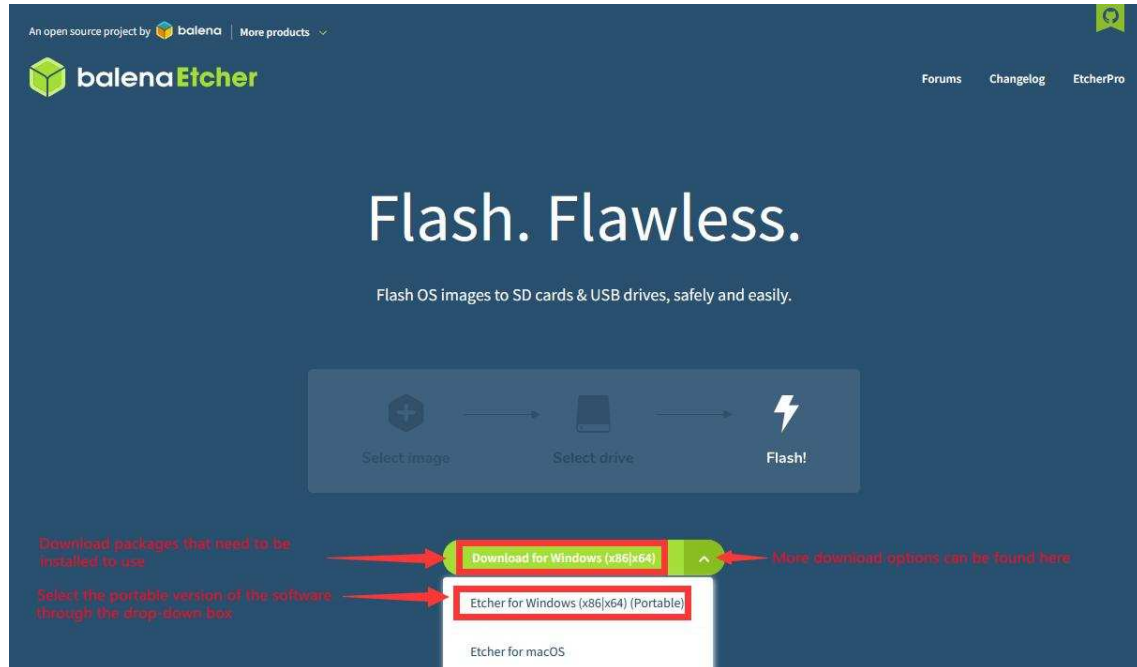 An open source project by balena More products
balenaEtcher
Forums Changelog EtcherPro
Flash. Flawless.
Flash OS images to SD cards & USB drives, safely and easily.
Select image Select drive Flash!
Download packages that need to be
installed to use
Download for Windows (x86|x64)
More download options can be found here
Select the portable version of the software
through the drop-down box
Etcher for Windows (x86|x64) (Portable)
Etcher for macOS